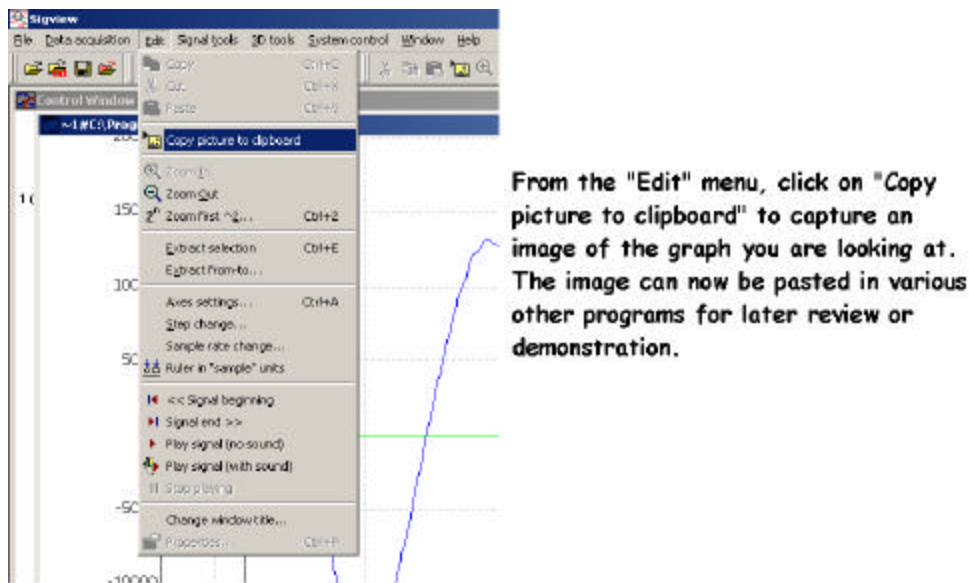 Sigview
File Data acquisition Edit Signal tools 3D tools System control Window Help
Copy Ctrl+C
Cut Ctrl+X
Paste Ctrl+V
Control Window
~1#C:\Prog
Copy picture to clipboard
Zoom In
Zoom Out
Zoom First ^2... Ctrl+Z
Extract selection Ctrl+E
Extract from-to...
Axes settings... Ctrl+A
Step change...
Sample rate change...
Ruler in "sample" units
<< Signal beginning
Signal end >>
Play signal (no sound)
Play signal (with sound)
Stop playing
Change window title...
Properties...
100
50
-50
-10000
From the "Edit" menu, click on "Copy
picture to clipboard" to capture an
image of the graph you are looking at.
The image can now be pasted in various
other programs for later review or
demonstration.